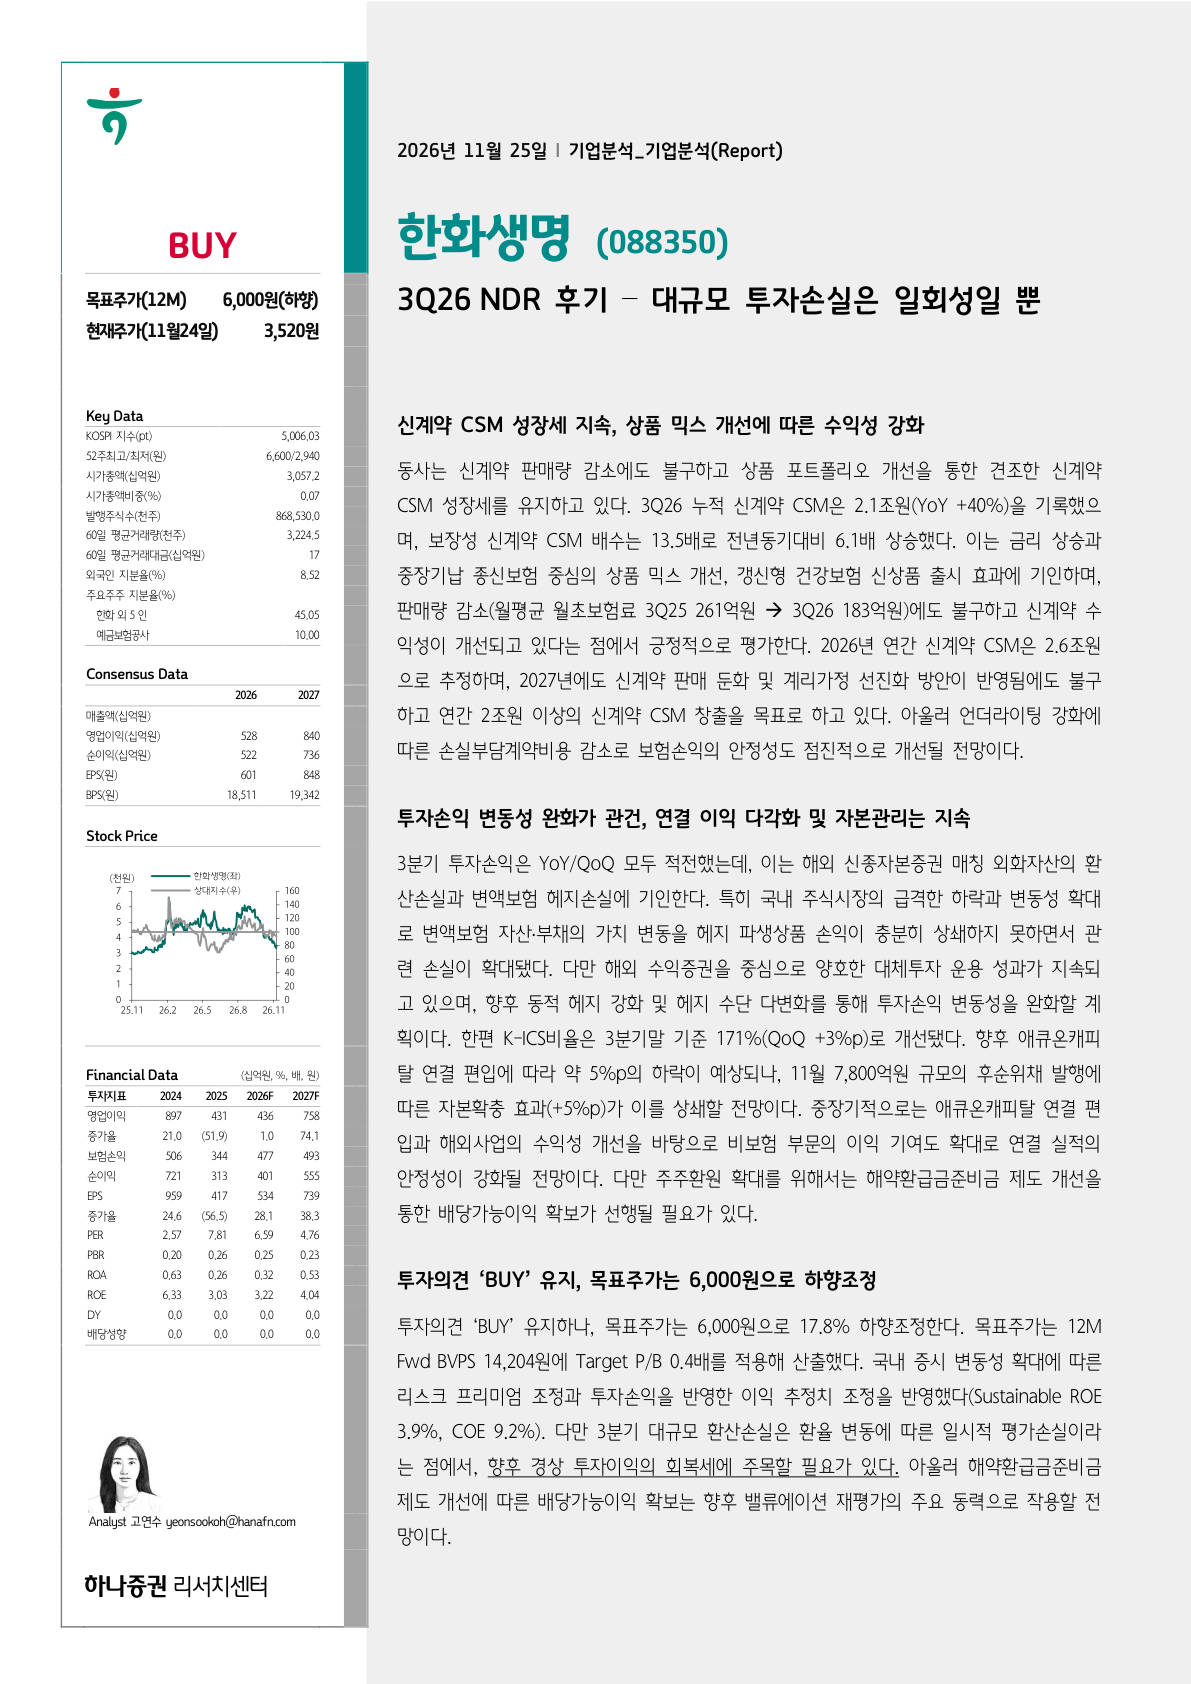 BUY
목표주가(12M) 6,000원(하향)
현재주가(11월24일) 3,520원
Key Data
KOSPI 지수(pt) 5,006.03
52주최고/최저(원) 6,600/2,940
시가총액(십억원) 3,057.2
시가총액비중(%) 0.07
발행주식수(천주) 868,530.0
60일 평균거래량(천주) 3,224.5
60일 평균거래대금(십억원) 17
외국인 지분율(%) 8.52
주요주주 지분율(%)
한화 외 5 인 45.05
예금보험공사 10.00
Consensus Data
2026 2027
매출액(십억원)
영업이익(십억원) 528 840
순이익(십억원) 522 736
EPS(원) 601 848
BPS(원) 18,511 19,342
Stock Price
(천원) 한화생명(좌)
상대지수(우)
7 160
6 140
5 120
4 100
3 80
2 60
1 40
0 20
0
25.11 26.2 26.5 26.8 26.11
Financial Data (십억원, %, 배, 원)
투자지표 2024 2025 2026F 2027F
영업이익 897 431 436 758
증가율 21.0 (51.9) 1.0 74.1
보험손익 506 344 477 493
순이익 721 313 401 555
EPS 959 417 534 739
증가율 24.6 (56.5) 28.1 38.3
PER 2.57 7.81 6.59 4.76
PBR 0.20 0.26 0.25 0.23
ROA 0.63 0.26 0.32 0.53
ROE 6.33 3.03 3.22 4.04
DY 0.0 0.0 0.0 0.0
배당성향 0.0 0.0 0.0 0.0
Analyst 고연수 yeonsookoh@hanafn.com
하나증권 리서치센터
2026년 11월 25일 | 기업분석_기업분석(Report)
한화생명 (088350)
3Q26 NDR 후기 – 대규모 투자손실은 일회성일 뿐
신계약 CSM 성장세 지속, 상품 믹스 개선에 따른 수익성 강화
동사는 신계약 판매량 감소에도 불구하고 상품 포트폴리오 개선을 통한 견조한 신계약
CSM 성장세를 유지하고 있다. 3Q26 누적 신계약 CSM은 2.1조원(YoY +40%)을 기록했으
며, 보장성 신계약 CSM 배수는 13.5배로 전년동기대비 6.1배 상승했다. 이는 금리 상승과
중장기납 종신보험 중심의 상품 믹스 개선, 갱신형 건강보험 신상품 출시 효과에 기인하며,
판매량 감소(월평균 월초보험료 3Q25 261억원 → 3Q26 183억원)에도 불구하고 신계약 수
익성이 개선되고 있다는 점에서 긍정적으로 평가한다. 2026년 연간 신계약 CSM은 2.6조원
으로 추정하며, 2027년에도 신계약 판매 둔화 및 계리가정 선진화 방안이 반영됨에도 불구
하고 연간 2조원 이상의 신계약 CSM 창출을 목표로 하고 있다. 아울러 언더라이팅 강화에
따른 손실부담계약비용 감소로 보험손익의 안정성도 점진적으로 개선될 전망이다.
투자손익 변동성 완화가 관건, 연결 이익 다각화 및 자본관리는 지속
3분기 투자손익은 YoY/QoQ 모두 적전했는데, 이는 해외 신종자본증권 매칭 외화자산의 환
산손실과 변액보험 헤지손실에 기인한다. 특히 국내 주식시장의 급격한 하락과 변동성 확대
로 변액보험 자산·부채의 가치 변동을 헤지 파생상품 손익이 충분히 상쇄하지 못하면서 관
련 손실이 확대됐다. 다만 해외 수익증권을 중심으로 양호한 대체투자 운용 성과가 지속되
고 있으며, 향후 동적 헤지 강화 및 헤지 수단 다변화를 통해 투자손익 변동성을 완화할 계
획이다. 한편 K-ICS비율은 3분기말 기준 171%(QoQ +3%p)로 개선됐다. 향후 애큐온캐피
탈 연결 편입에 따라 약 5%p의 하락이 예상되나, 11월 7,800억원 규모의 후순위채 발행에
따른 자본확충 효과(+5%p)가 이를 상쇄할 전망이다. 중장기적으로는 애큐온캐피탈 연결 편
입과 해외사업의 수익성 개선을 바탕으로 비보험 부문의 이익 기여도 확대로 연결 실적의
안정성이 강화될 전망이다. 다만 주주환원 확대를 위해서는 해약환급금준비금 제도 개선을
통한 배당가능이익 확보가 선행될 필요가 있다.
투자의견 ‘BUY’ 유지, 목표주가는 6,000원으로 하향조정
투자의견 ‘BUY’ 유지하나, 목표주가는 6,000원으로 17.8% 하향조정한다. 목표주가는 12M
Fwd BVPS 14,204원에 Target P/B 0.4배를 적용해 산출했다. 국내 증시 변동성 확대에 따른
리스크 프리미엄 조정과 투자손익을 반영한 이익 추정치 조정을 반영했다(Sustainable ROE
3.9%, COE 9.2%). 다만 3분기 대규모 환산손실은 환율 변동에 따른 일시적 평가손실이라
는 점에서, 향후 경상 투자이익의 회복세에 주목할 필요가 있다. 아울러 해약환급금준비금
제도 개선에 따른 배당가능이익 확보는 향후 밸류에이션 재평가의 주요 동력으로 작용할 전
망이다.